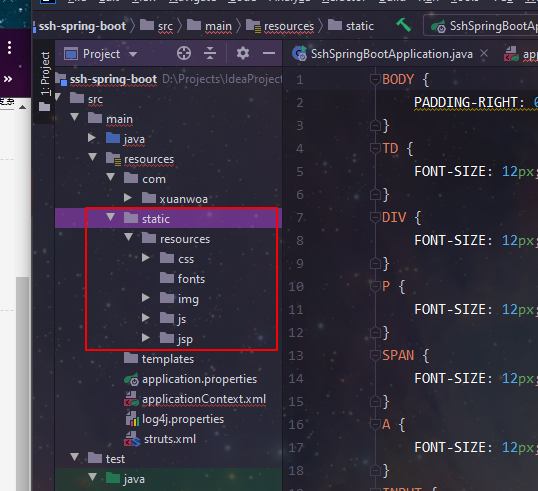 ssh-spring-boot src main resources static SshSpringBootA
Project SshSpringBootApplication.java
1: Project
ssh-spring-boot D:\Projects\IdeaProject
src
main
java
resources
com
xuanwoa
static
resources
css
fonts
img
js
jsp
templates
application.properties
applicationContext.xml
log4j.properties
struts.xml
test
java
1 BODY {
2 PADDING-RIGHT: 0
3 }
4 TD {
5 FONT-SIZE: 12px;
6 }
7 DIV {
8 FONT-SIZE: 12px;
9 }
10 P {
11 FONT-SIZE: 12px;
12 }
13 SPAN {
14 FONT-SIZE: 12px;
15 }
16 A {
17 FONT-SIZE: 12px;
18 }